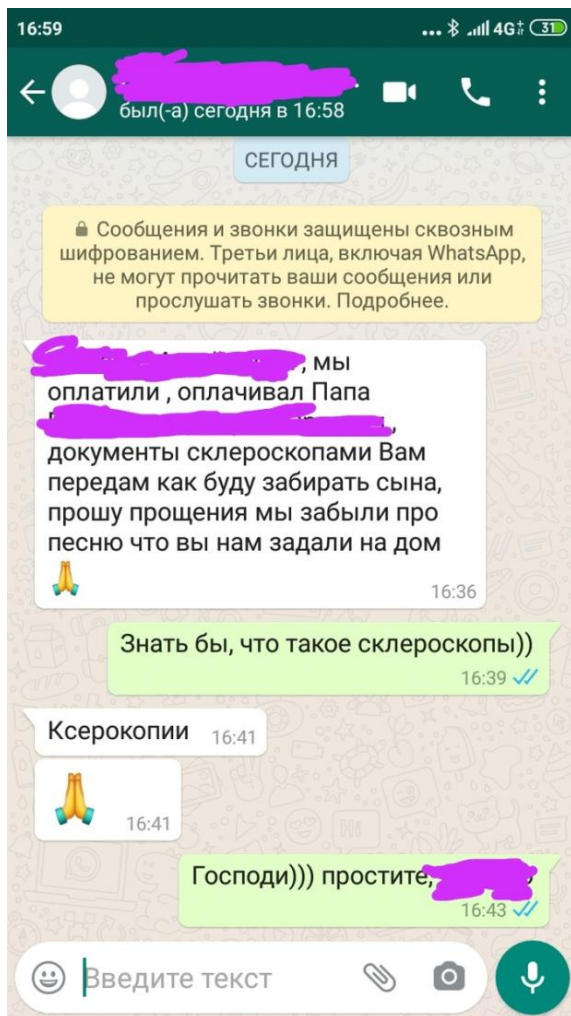 16:59
4G 31
был(-а) сегодня в 16:58
СЕГОДНЯ
Сообщения и звонки защищены сквозным
шифрованием. Третьи лица, включая WhatsApp,
не могут прочитать ваши сообщения или
прослушать звонки. Подробнее.
, мы
оплатили , оплачивал Папа
,
документы склероскопами Вам
передам как буду забирать сына,
прошу прощения мы забыли про
песню что вы нам задали на дом
🙏
16:36
Знать бы, что такое склероскопы))
16:39
Ксерокопии 16:41
🙏
16:41
Господи))) простите,
16:43
Введите текст